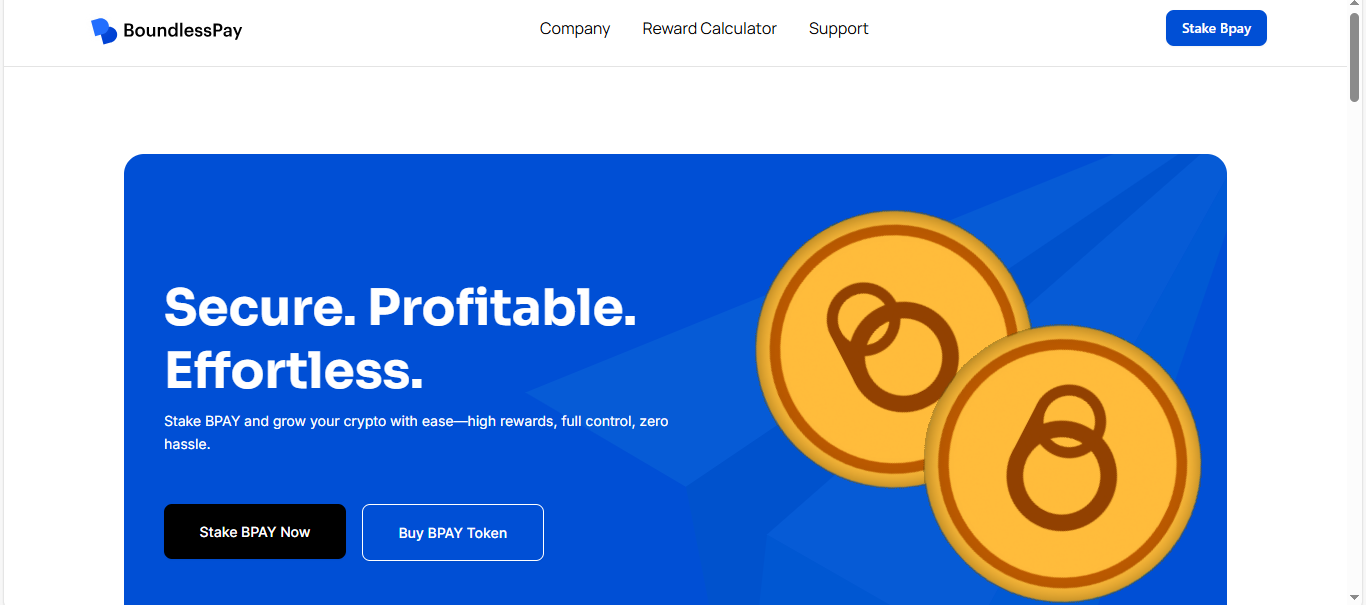 BoundlessPay
Company
Reward Calculator
Support
Stake Bpay
Secure. Profitable.
Effortless.
Stake BPAY and grow your crypto with ease—high rewards, full control, zero
hassle.
Stake BPAY Now
Buy BPAY Token